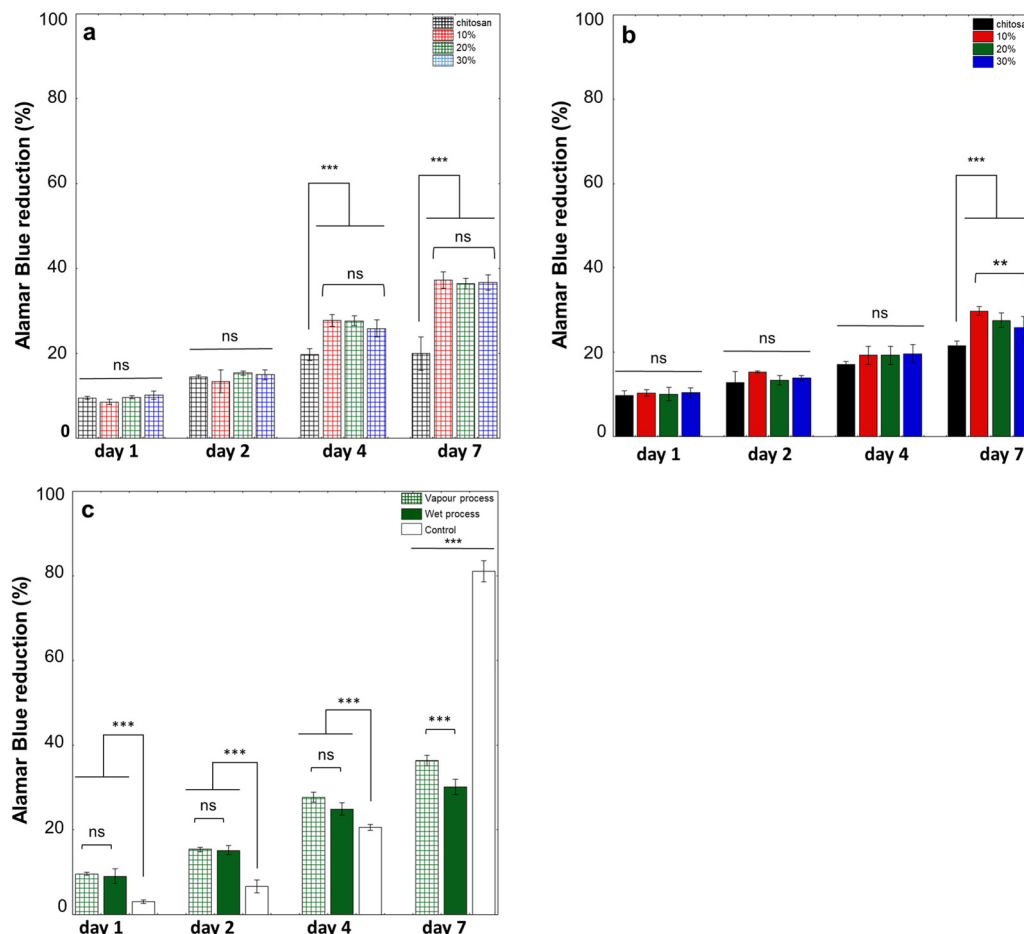 a
chitosan
10%
20%
30%
Alamar Blue reduction (%)
100
80
60
40
20
0
ns
ns
***
ns
***
ns
day 1
day 2
day 4
day 7
b
chitosa
10%
20%
30%
Alamar Blue reduction (%)
100
80
60
40
20
0
ns
ns
ns
***
**
day 1
day 2
day 4
day 7
c
Vapour process
Wet process
Control
Alamar Blue reduction (%)
100
80
60
40
20
0
ns
***
ns
***
ns
***
***
***
day 1
day 2
day 4
day 7